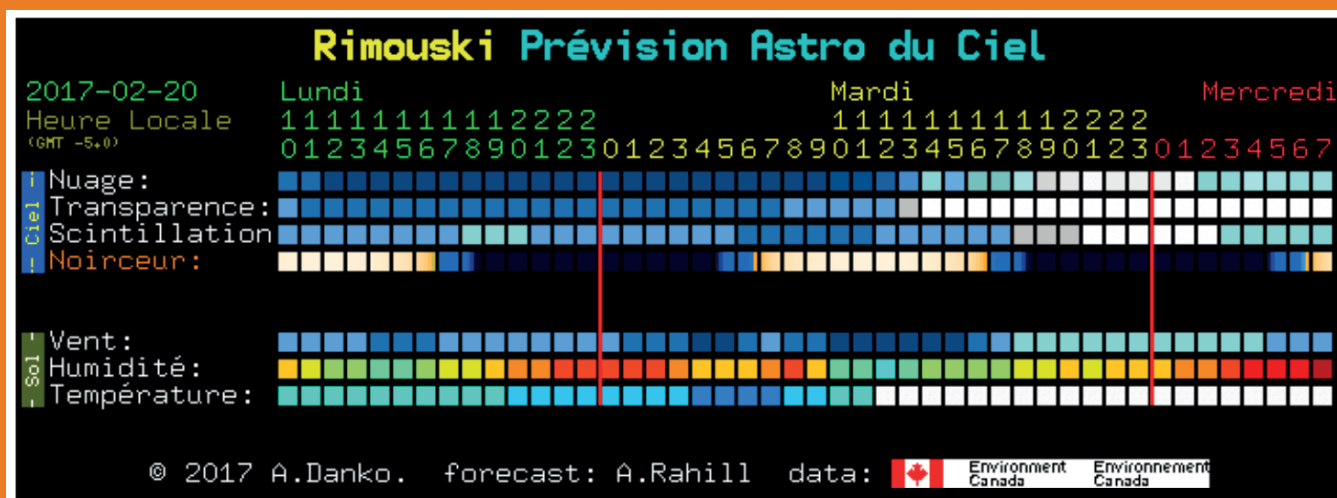 Rimouski Prévision Astro du Ciel
2017-02-20 Lundi Mardi Mercredi
Heure Locale 11111111112222 11111111112222
(GMT -5.0) 0123456789012301234567890123456789012301234567
Ciel
Nuage:
Transparence:
Scintillation
Noirceur:
Sol
Vent:
Humidité:
Température:
© 2017 A.Danko. forecast: A.Rahill data: Environment Canada Environnement Canada